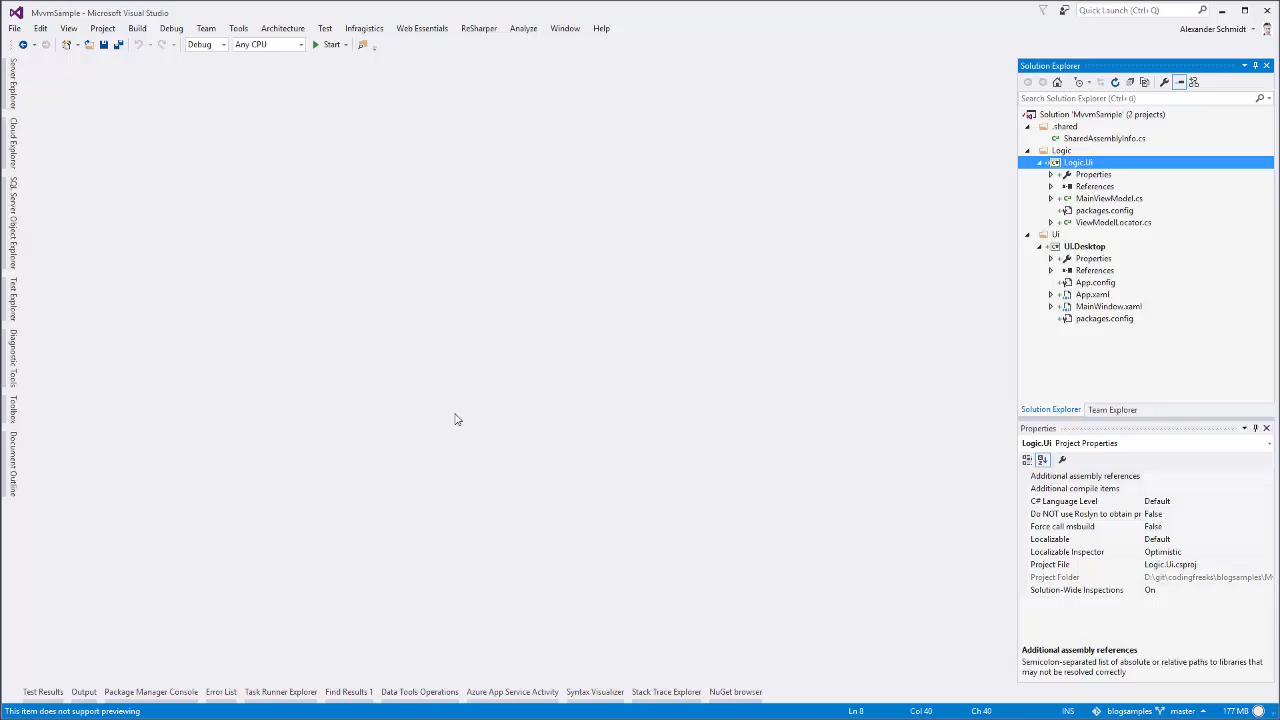 MvvmSample - Microsoft Visual Studio
Quick Launch (Ctrl+Q)
File Edit View Project Build Debug Team Tools Architecture Test Infragistics Web Essentials ReSharper Analyze Window Help
Alexander Schmidt
Debug Any CPU Start
Server Explorer
Cloud Explorer
SQL Server Object Explorer
Test Explorer
Diagnostic Tools
Toolbox
Document Outline
Solution Explorer
Search Solution Explorer (Ctrl+ü)
Solution 'MvvmSample' (2 projects)
.shared
SharedAssemblyInfo.cs
Logic
Logic.Ui
Properties
References
MainViewModel.cs
packages.config
ViewModelLocator.cs
Ui
Ui.Desktop
Properties
References
App.config
App.xaml
MainWindow.xaml
packages.config
Solution Explorer Team Explorer
Properties
Logic.Ui Project Properties
Additional assembly references
Additional compile items
C# Language Level Default
Do NOT use Roslyn to obtain pr False
Force call msbuild False
Localizable Default
Localizable Inspector Optimistic
Project File Logic.Ui.csproj
Project Folder D:\git\codingfreaks\blogsamples\M
Solution-Wide Inspections On
Additional assembly references
Semicolon-separated list of absolute or relative paths to libraries that
may not be resolved correctly
Test Results Output Package Manager Console Error List Task Runner Explorer Find Results 1 Data Tools Operations Azure App Service Activity Syntax Visualizer Stack Trace Explorer NuGet browser
This item does not support previewing Ln 8 Col 40 Ch 40 INS blogsamples master 177 MB